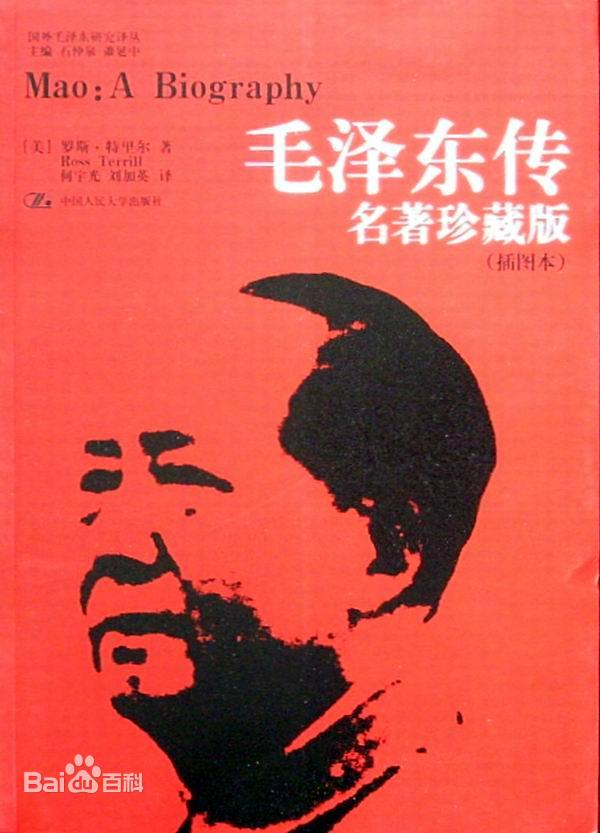 国外毛泽东研究译丛
主编 石仲泉 萧延中
Mao: A Biography
[美] 罗斯·特里尔 著
Ross Terrill
何宇光 刘加英 译
中国人民大学出版社
毛泽东传
名著珍藏版
（插图本）
Bai du 百科